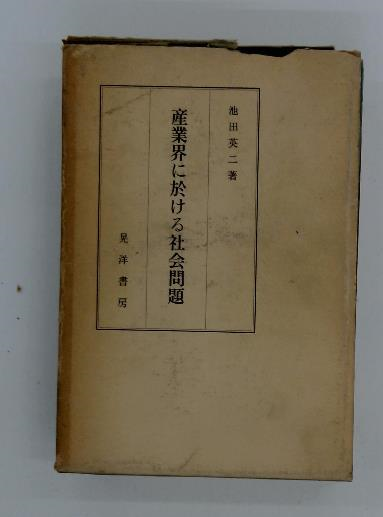 池田英二著
産業界に於ける社会問題
晃洋書房